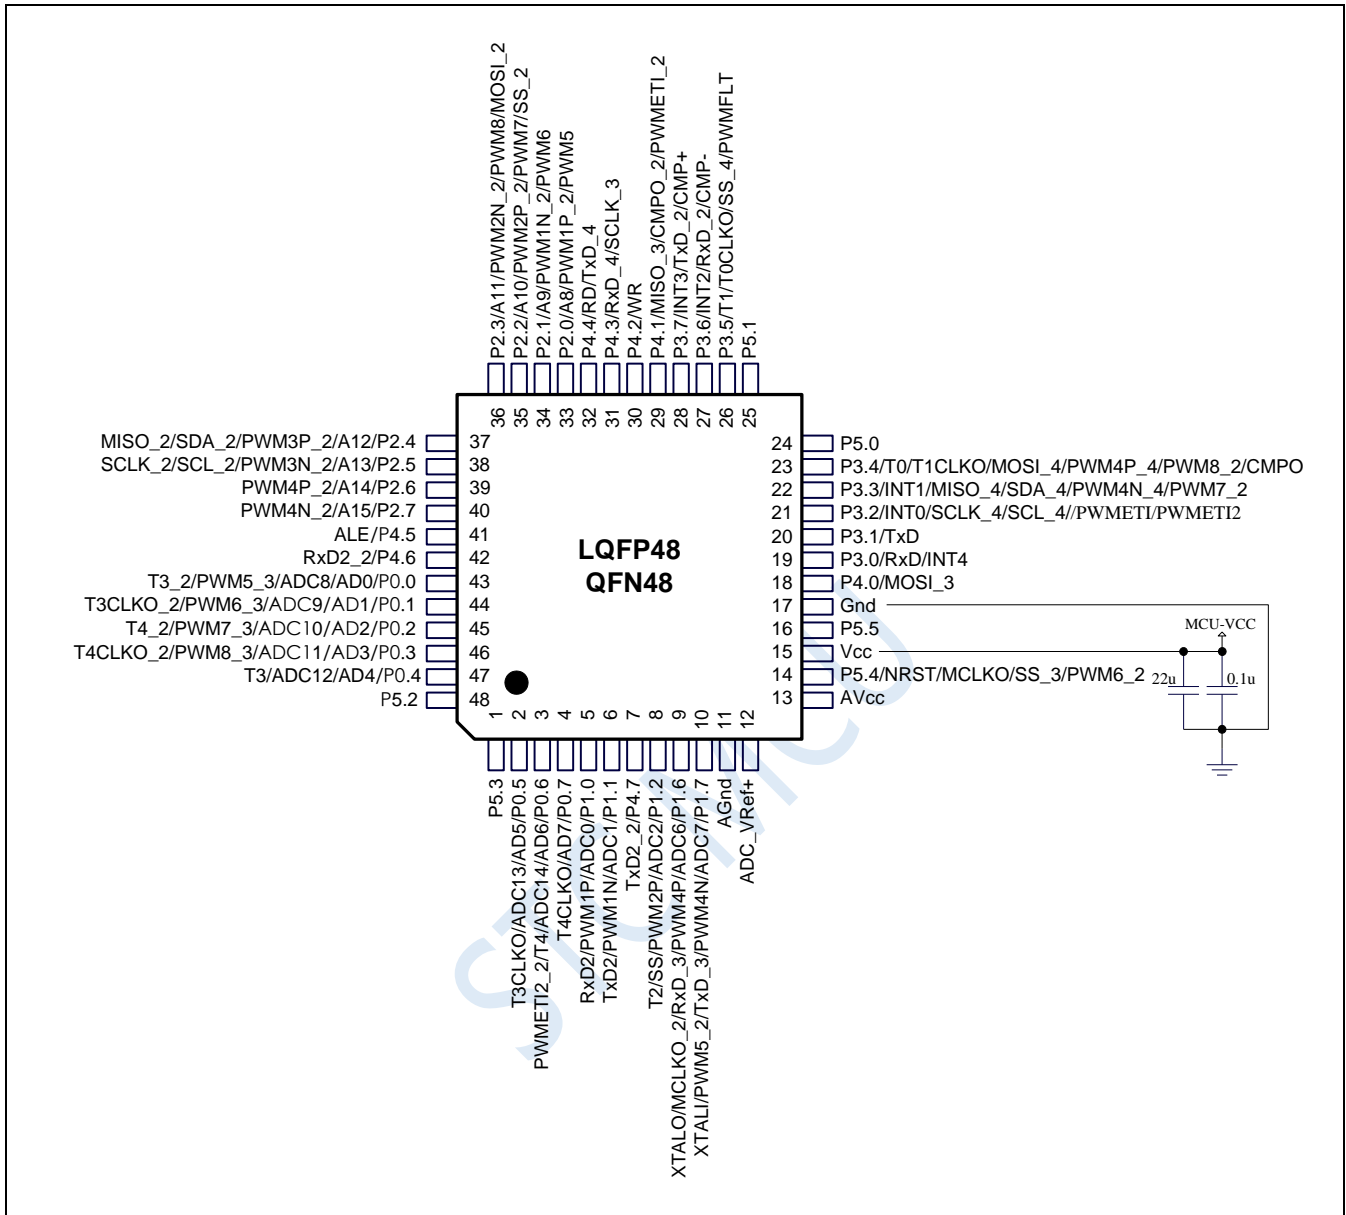 P2.3/A11/PWM2N_2/PWM8/MOSI_2
P2.2/A10/PWM2P_2/PWM7/SS_2
P2.1/A9/PWM1N_2/PWM6
P2.0/A8/PWM1P_2/PWM5
P4.4/RD/TxD_4
P4.3/RxD_4/SCLK_3
P4.2/WR
P4.1/MISO_3/CMPO_2/PWMETI_2
P3.7/INT3/TxD_2/CMP+
P3.6/INT2/RxD_2/CMP-
P3.5/T1/T0CLKO/SS_4/PWMFLT
P5.1
36 35 34 33 32 31 30 29 28 27 26 25
MISO_2/SDA_2/PWM3P_2/A12/P2.4 37
SCLK_2/SCL_2/PWM3N_2/A13/P2.5 38
PWM4P_2/A14/P2.6 39
PWM4N_2/A15/P2.7 40
ALE/P4.5 41
RxD2_2/P4.6 42
T3_2/PWM5_3/ADC8/AD0/P0.0 43
T3CLKO_2/PWM6_3/ADC9/AD1/P0.1 44
T4_2/PWM7_3/ADC10/AD2/P0.2 45
T4CLKO_2/PWM8_3/ADC11/AD3/P0.3 46
T3/ADC12/AD4/P0.4 47
P5.2 48
LQFP48
QFN48
24 P5.0
23 P3.4/T0/T1CLKO/MOSI_4/PWM4P_4/PWM8_2/CMPO
22 P3.3/INT1/MISO_4/SDA_4/PWM4N_4/PWM7_2
21 P3.2/INT0/SCLK_4/SCL_4//PWMETI/PWMETI2
20 P3.1/TxD
19 P3.0/RxD/INT4
18 P4.0/MOSI_3
17 Gnd
16 P5.5
15 Vcc
14 P5.4/NRST/MCLKO/SS_3/PWM6_2
13 AVcc
MCU-VCC
22u
0.1u
1 2 3 4 5 6 7 8 9 10 11 12
P5.3
T3CLKO/ADC13/AD5/P0.5
PWMETI2_2/T4/ADC14/AD6/P0.6
T4CLKO/AD7/P0.7
RxD2/PWM1P/ADC0/P1.0
TxD2/PWM1N/ADC1/P1.1
TxD2_2/P4.7
T2/SS/PWM2P/ADC2/P1.2
XTALO/MCLKO_2/RxD_3/PWM4P/ADC6/P1.6
XTALI/PWM5_2/TxD_3/PWM4N/ADC7/P1.7
AGnd
ADC_VRef+
STCMCU